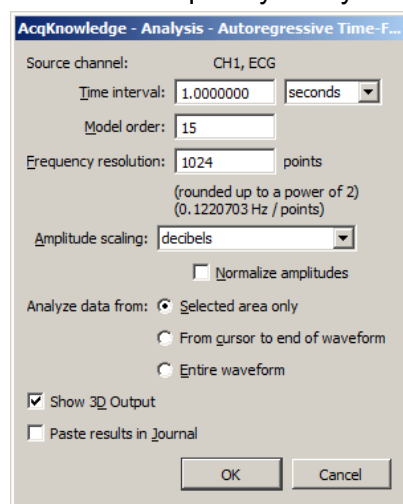 AcqKnowledge - Analysis - Autoregressive Time-F...
Source channel: CH1, ECG
Time interval: 1.0000000 seconds
Model order: 15
Frequency resolution: 1024 points
(rounded up to a power of 2)
(0.1220703 Hz / points)
Amplitude scaling: decibels
Normalize amplitudes
Analyze data from: Selected area only
From cursor to end of waveform
Entire waveform
Show 3D Output
Paste results in Journal
OK Cancel